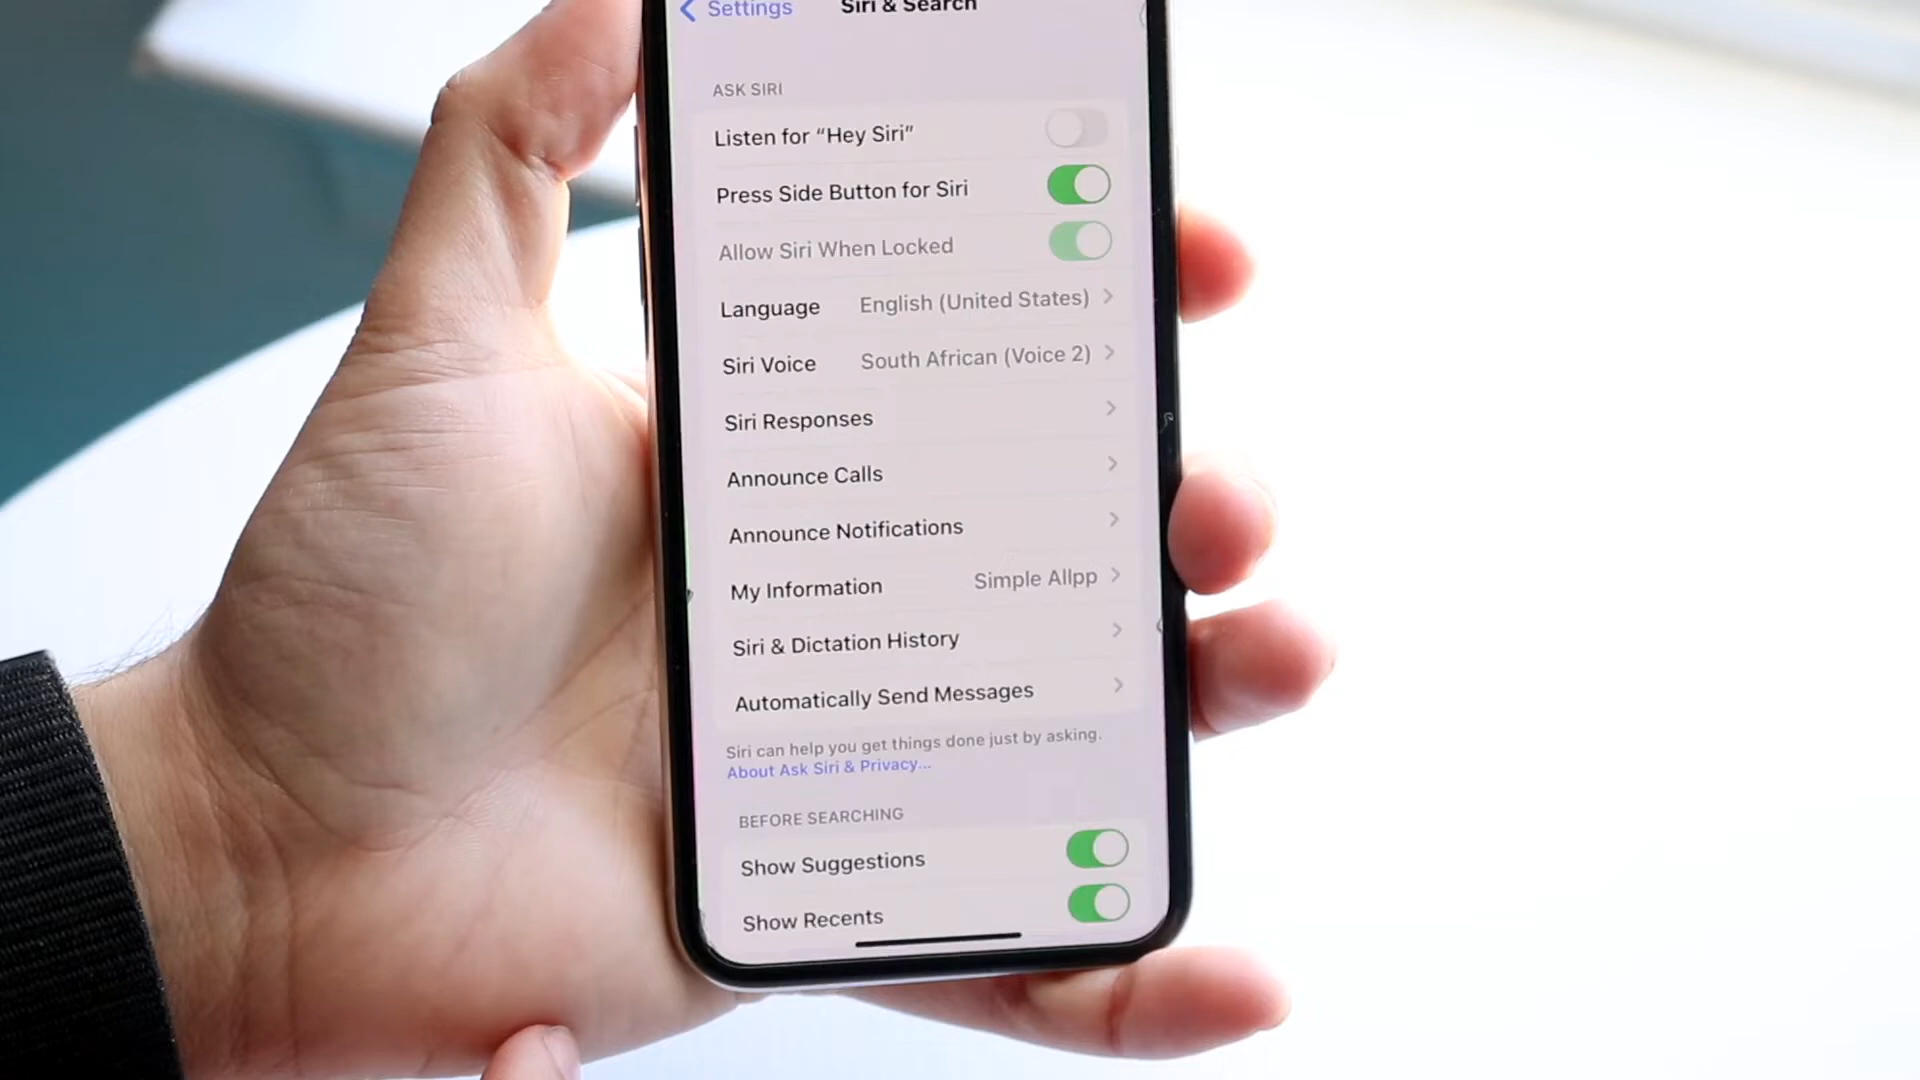 Settings Siri & Search
ASK SIRI
Listen for “Hey Siri”
Press Side Button for Siri
Allow Siri When Locked
Language English (United States)
Siri Voice South African (Voice 2)
Siri Responses
Announce Calls
Announce Notifications
My Information Simple Allpp
Siri & Dictation History
Automatically Send Messages
Siri can help you get things done just by asking.
About Ask Siri & Privacy...
BEFORE SEARCHING
Show Suggestions
Show Recents